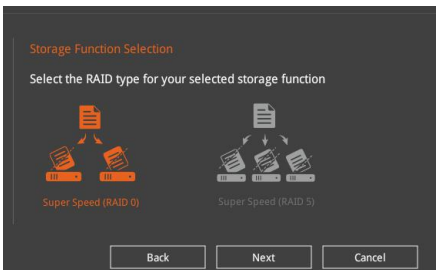 Storage Function Selection
Select the RAID type for your selected storage function
Super Speed (RAID 0)
Super Speed (RAID 5)
Back
Next
Cancel